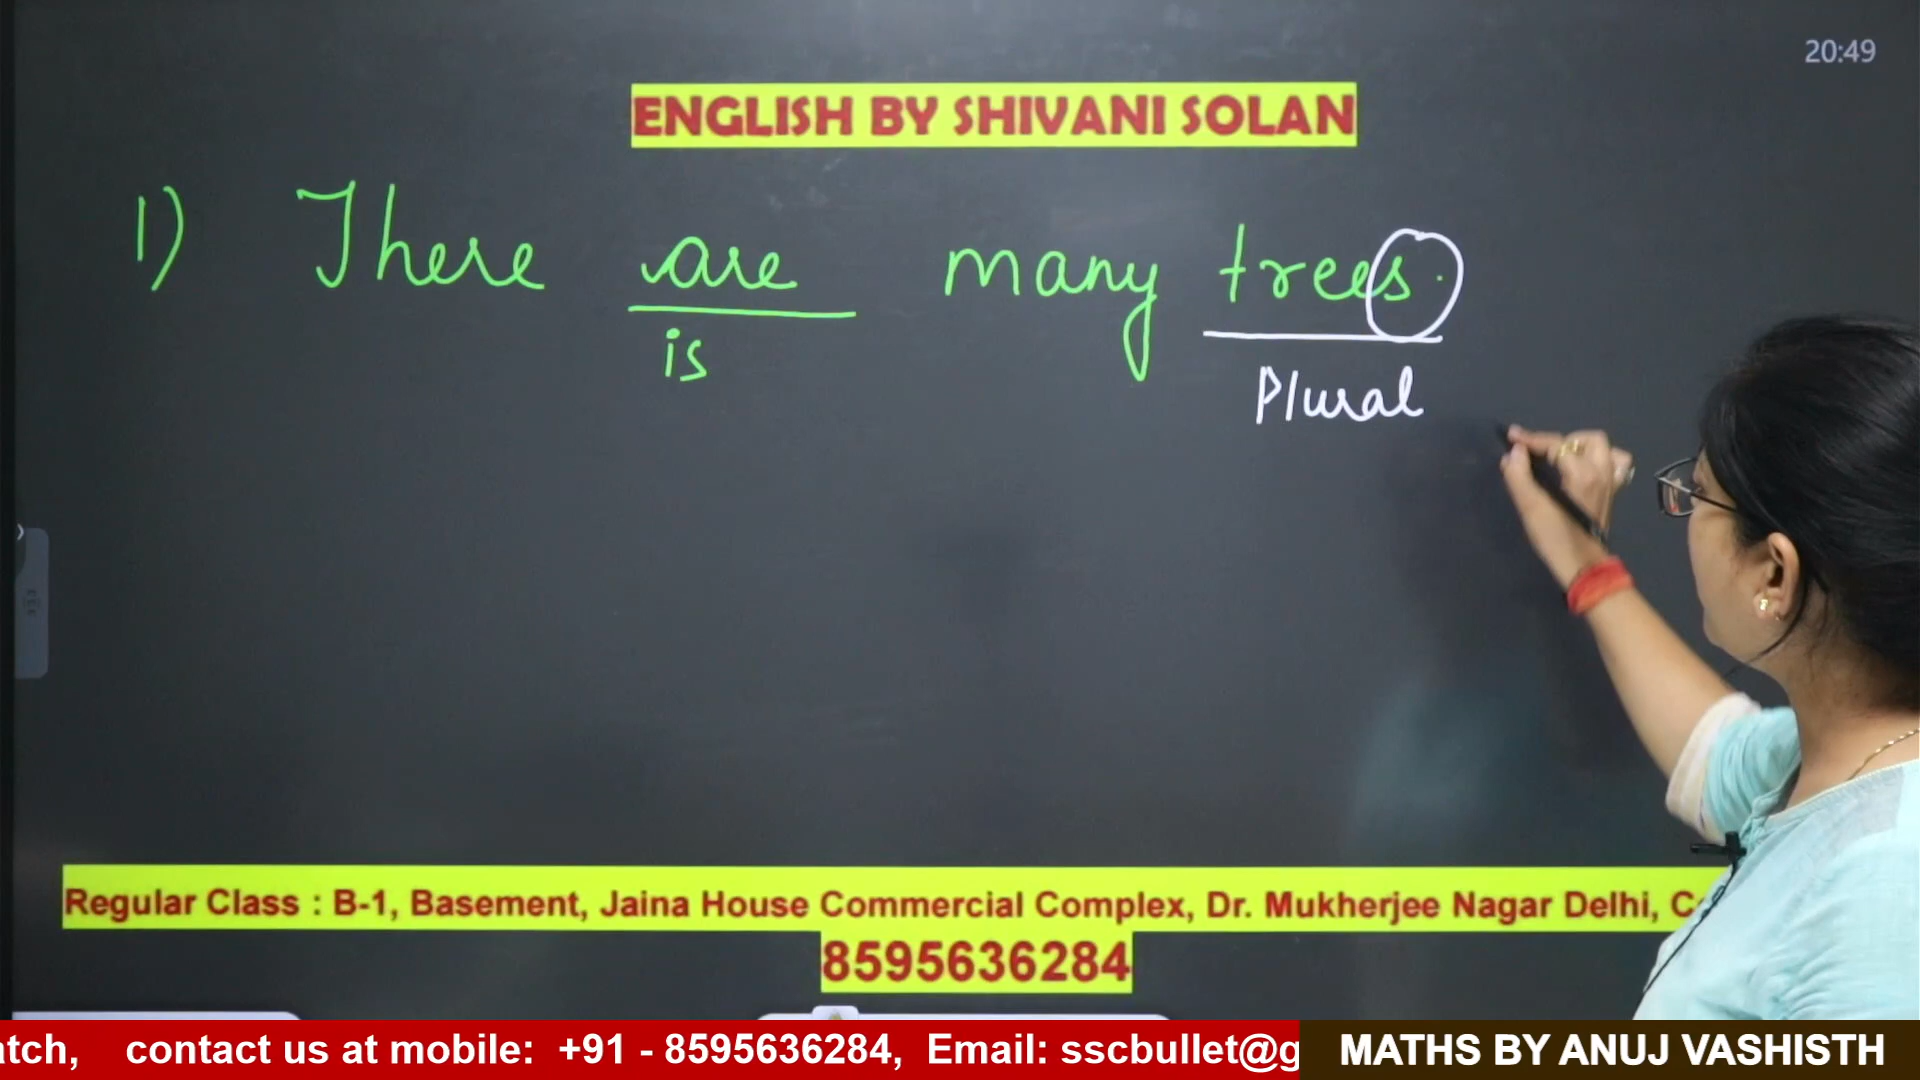 20:49
ENGLISH BY SHIVANI SOLAN
1) There are many trees.
is
Plural
Regular Class : B-1, Basement, Jaina House Commercial Complex, Dr. Mukherjee Nagar Delhi,
8595636284
contact us at mobile: +91 - 8595636284, Email: sscbullet@g
MATHS BY ANUJ VASHISTH